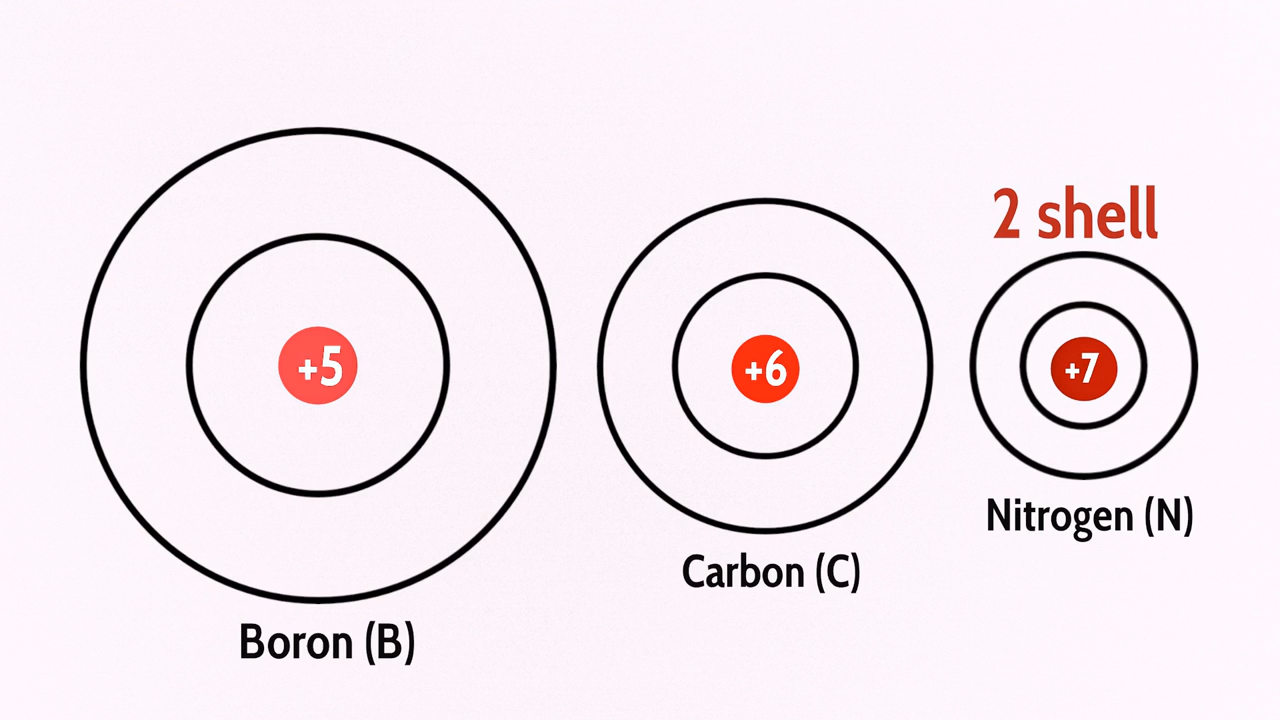 2 shell
+5
+6
+7
Nitrogen (N)
Carbon (C)
Boron (B)